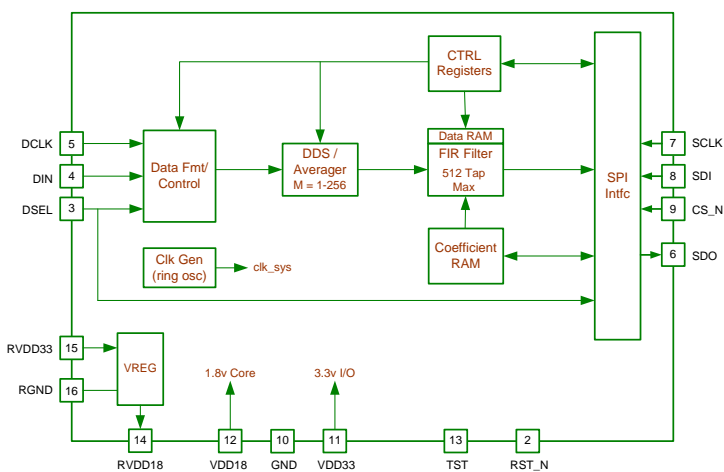 CTRL
Registers
DCLK
5
Data RAM
7
SCLK
Data Fmt/
Control
DDS /
Averager
M = 1-256
FIR Filter
512 Tap
Max
DIN
4
SPI
Intfc
8
SDI
DSEL
3
9
CS_N
Clk Gen
(ring osc)
clk_sys
Coefficient
RAM
6
SDO
RVDD33
15
VREG
1.8v Core
3.3v I/O
RGND
16
14
12
10
11
13
2
RVDD18
VDD18
GND
VDD33
TST
RST_N